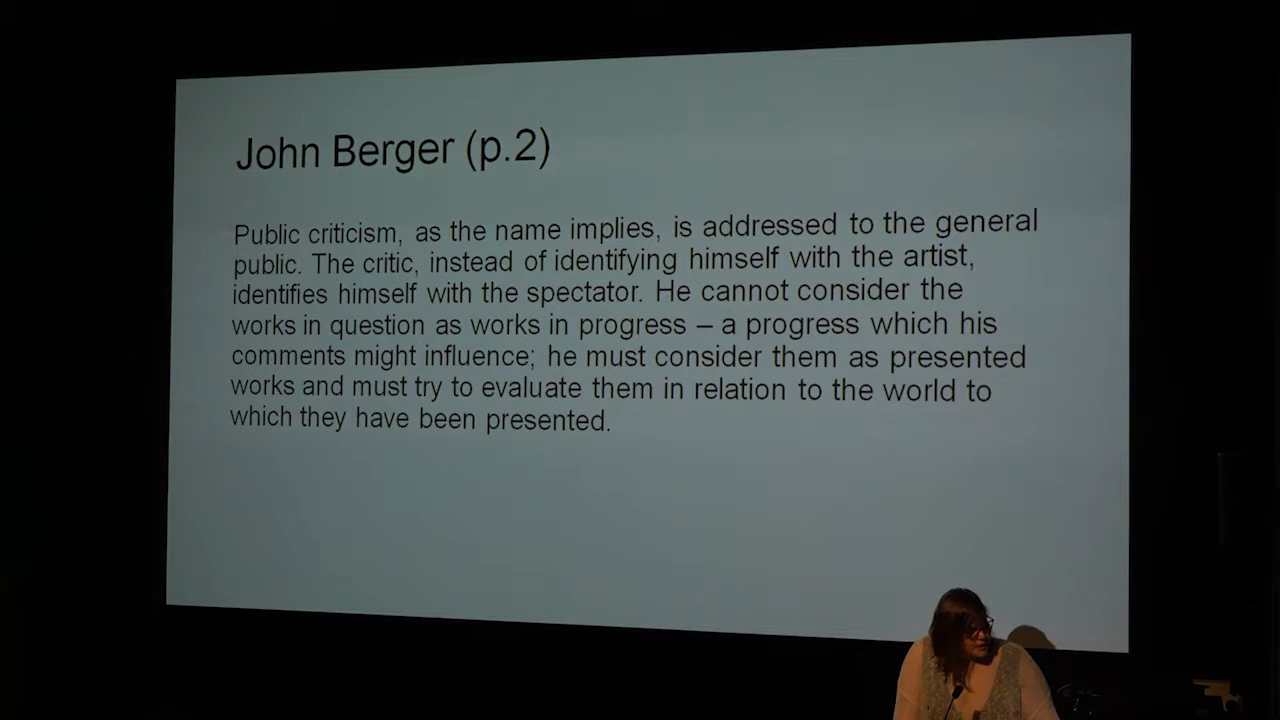 John Berger (p.2)
Public criticism, as the name implies, is addressed to the general
public. The critic, instead of identifying himself with the artist,
identifies himself with the spectator. He cannot consider the
works in question as works in progress – a progress which his
comments might influence; he must consider them as presented
works and must try to evaluate them in relation to the world to
which they have been presented.